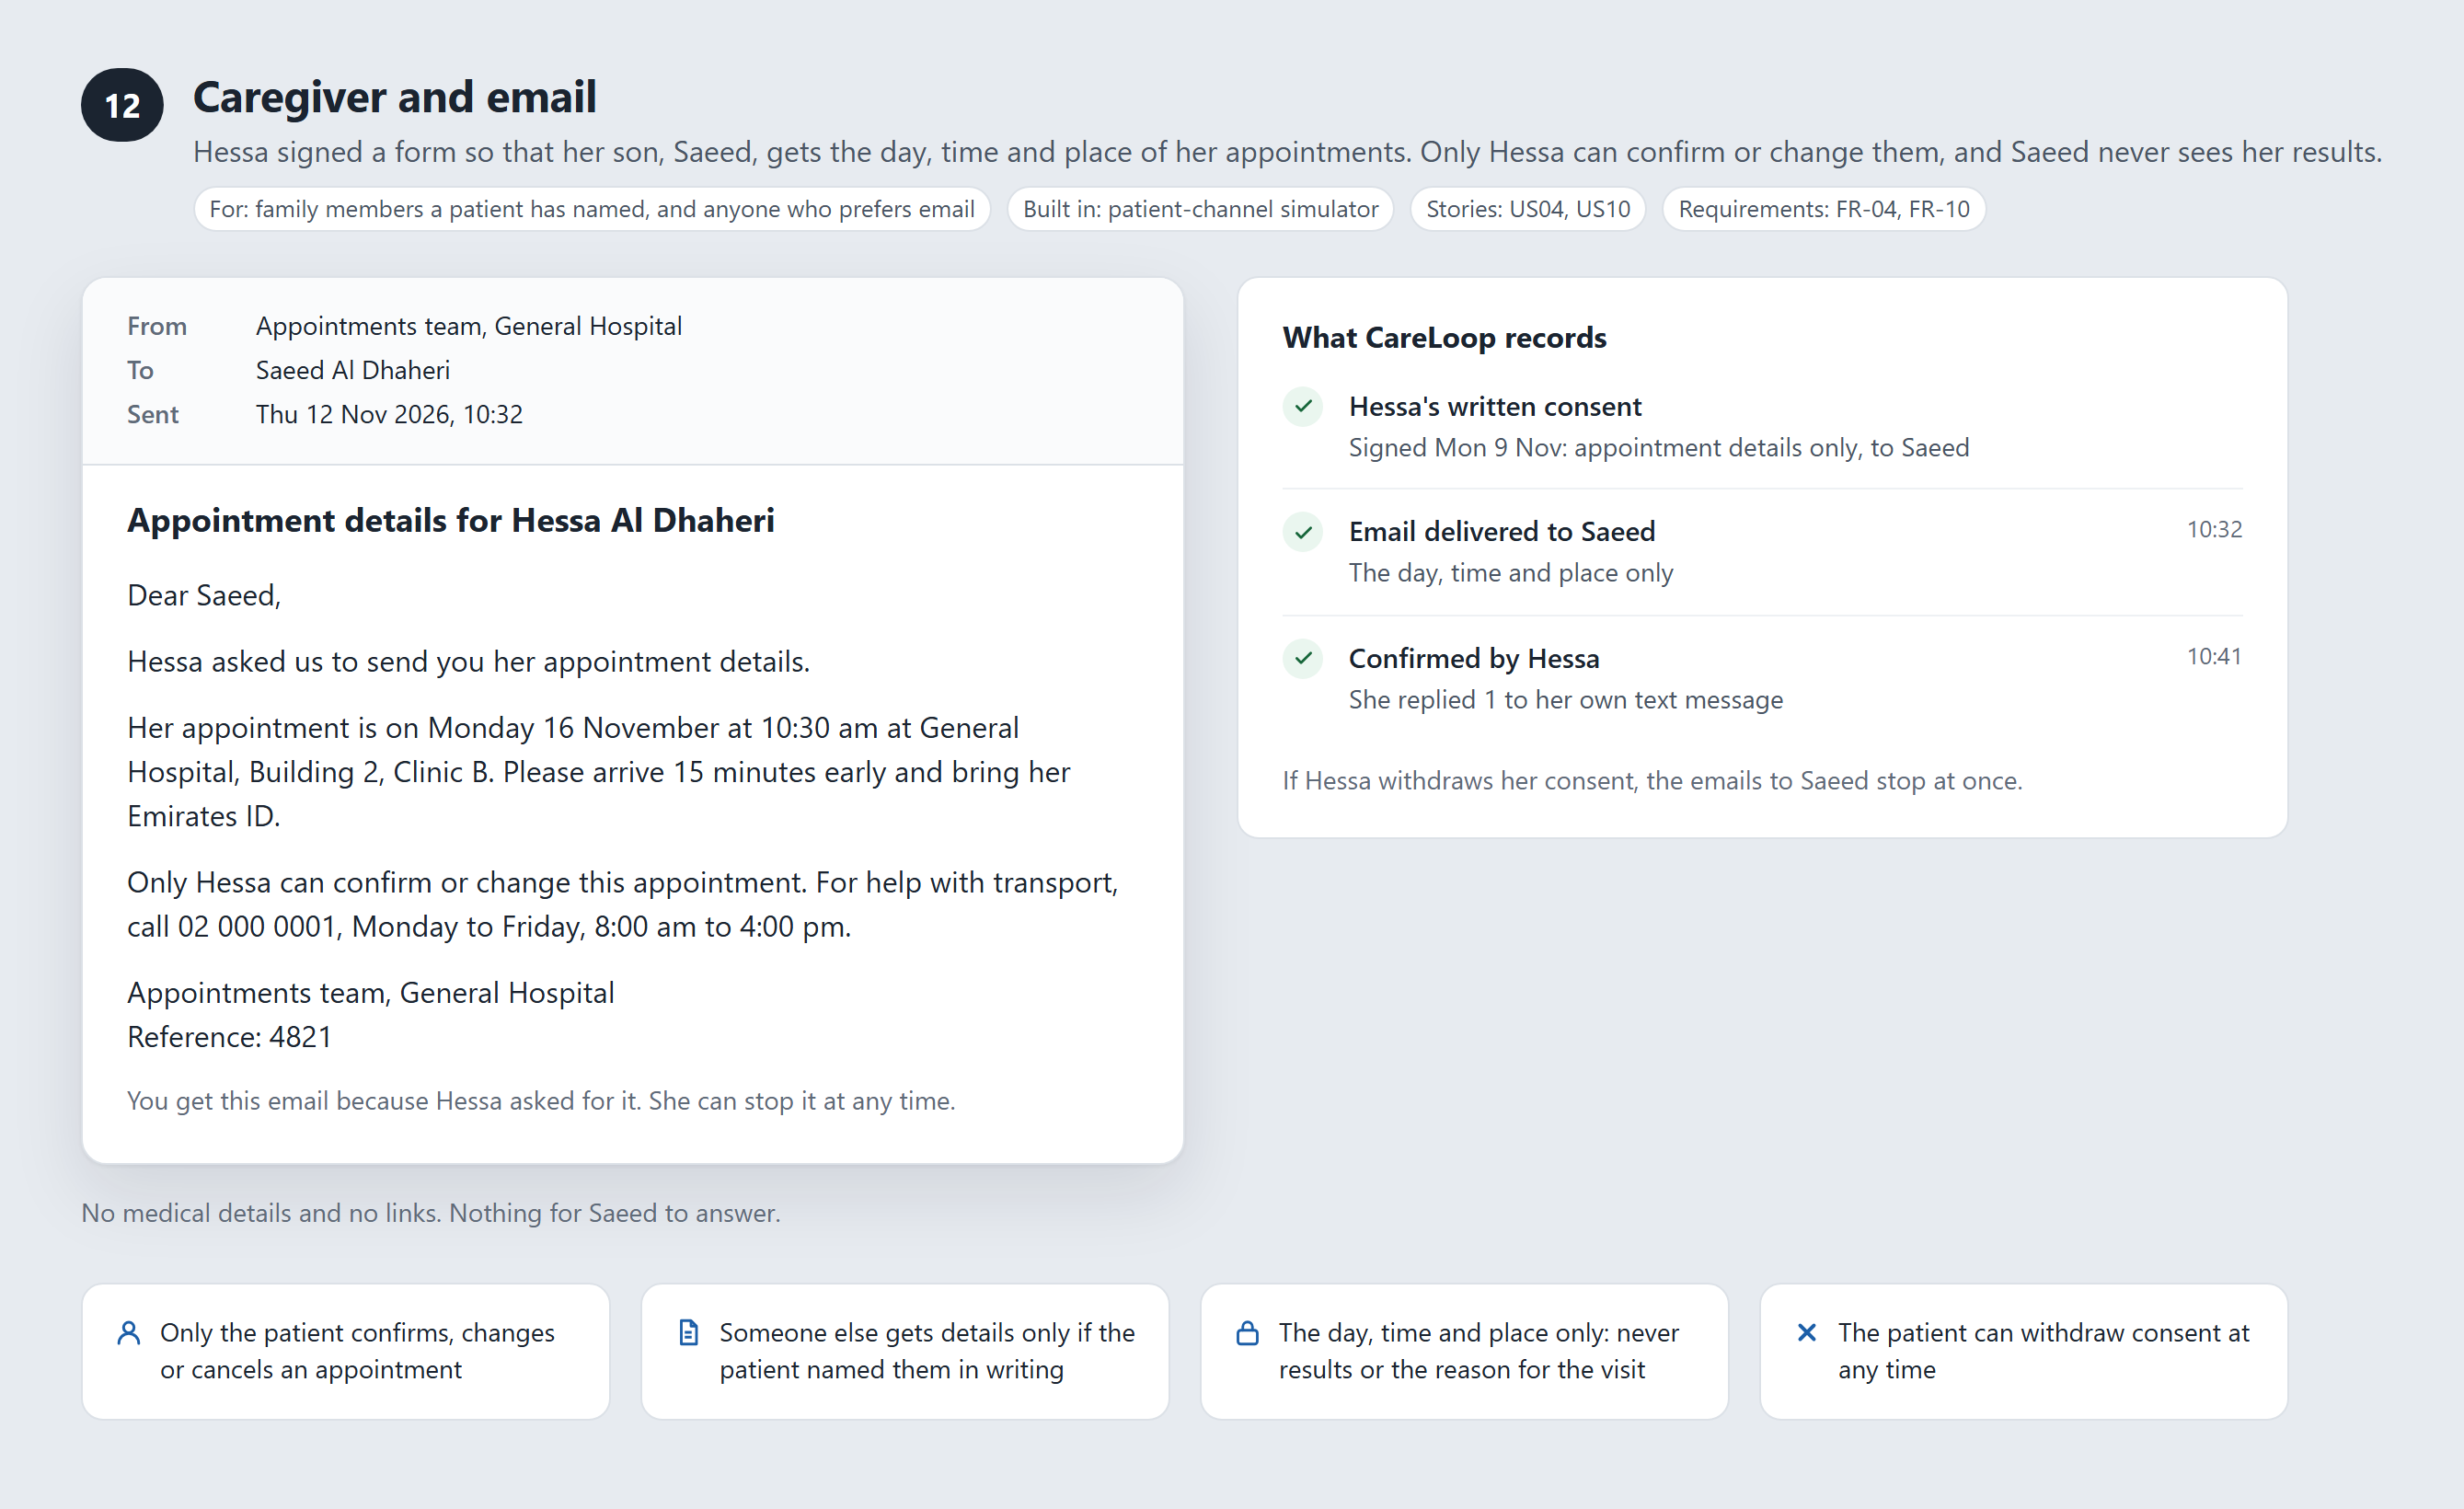 12
Caregiver and email
Hessa signed a form so that her son, Saeed, gets the day, time and place of her appointments. Only Hessa can confirm or change them, and Saeed never sees her results.
For: family members a patient has named, and anyone who prefers email
Built in: patient-channel simulator
Stories: US04, US10
Requirements: FR-04, FR-10
From Appointments team, General Hospital
To Saeed Al Dhaheri
Sent Thu 12 Nov 2026, 10:32
Appointment details for Hessa Al Dhaheri
Dear Saeed,
Hessa asked us to send you her appointment details.
Her appointment is on Monday 16 November at 10:30 am at General
Hospital, Building 2, Clinic B. Please arrive 15 minutes early and bring her
Emirates ID.
Only Hessa can confirm or change this appointment. For help with transport,
call 02 000 0001, Monday to Friday, 8:00 am to 4:00 pm.
Appointments team, General Hospital
Reference: 4821
You get this email because Hessa asked for it. She can stop it at any time.
No medical details and no links. Nothing for Saeed to answer.
What CareLoop records
Hessa's written consent
Signed Mon 9 Nov: appointment details only, to Saeed
Email delivered to Saeed 10:32
The day, time and place only
Confirmed by Hessa 10:41
She replied 1 to her own text message
If Hessa withdraws her consent, the emails to Saeed stop at once.
Only the patient confirms, changes
or cancels an appointment
Someone else gets details only if the
patient named them in writing
The day, time and place only: never
results or the reason for the visit
The patient can withdraw consent at
any time